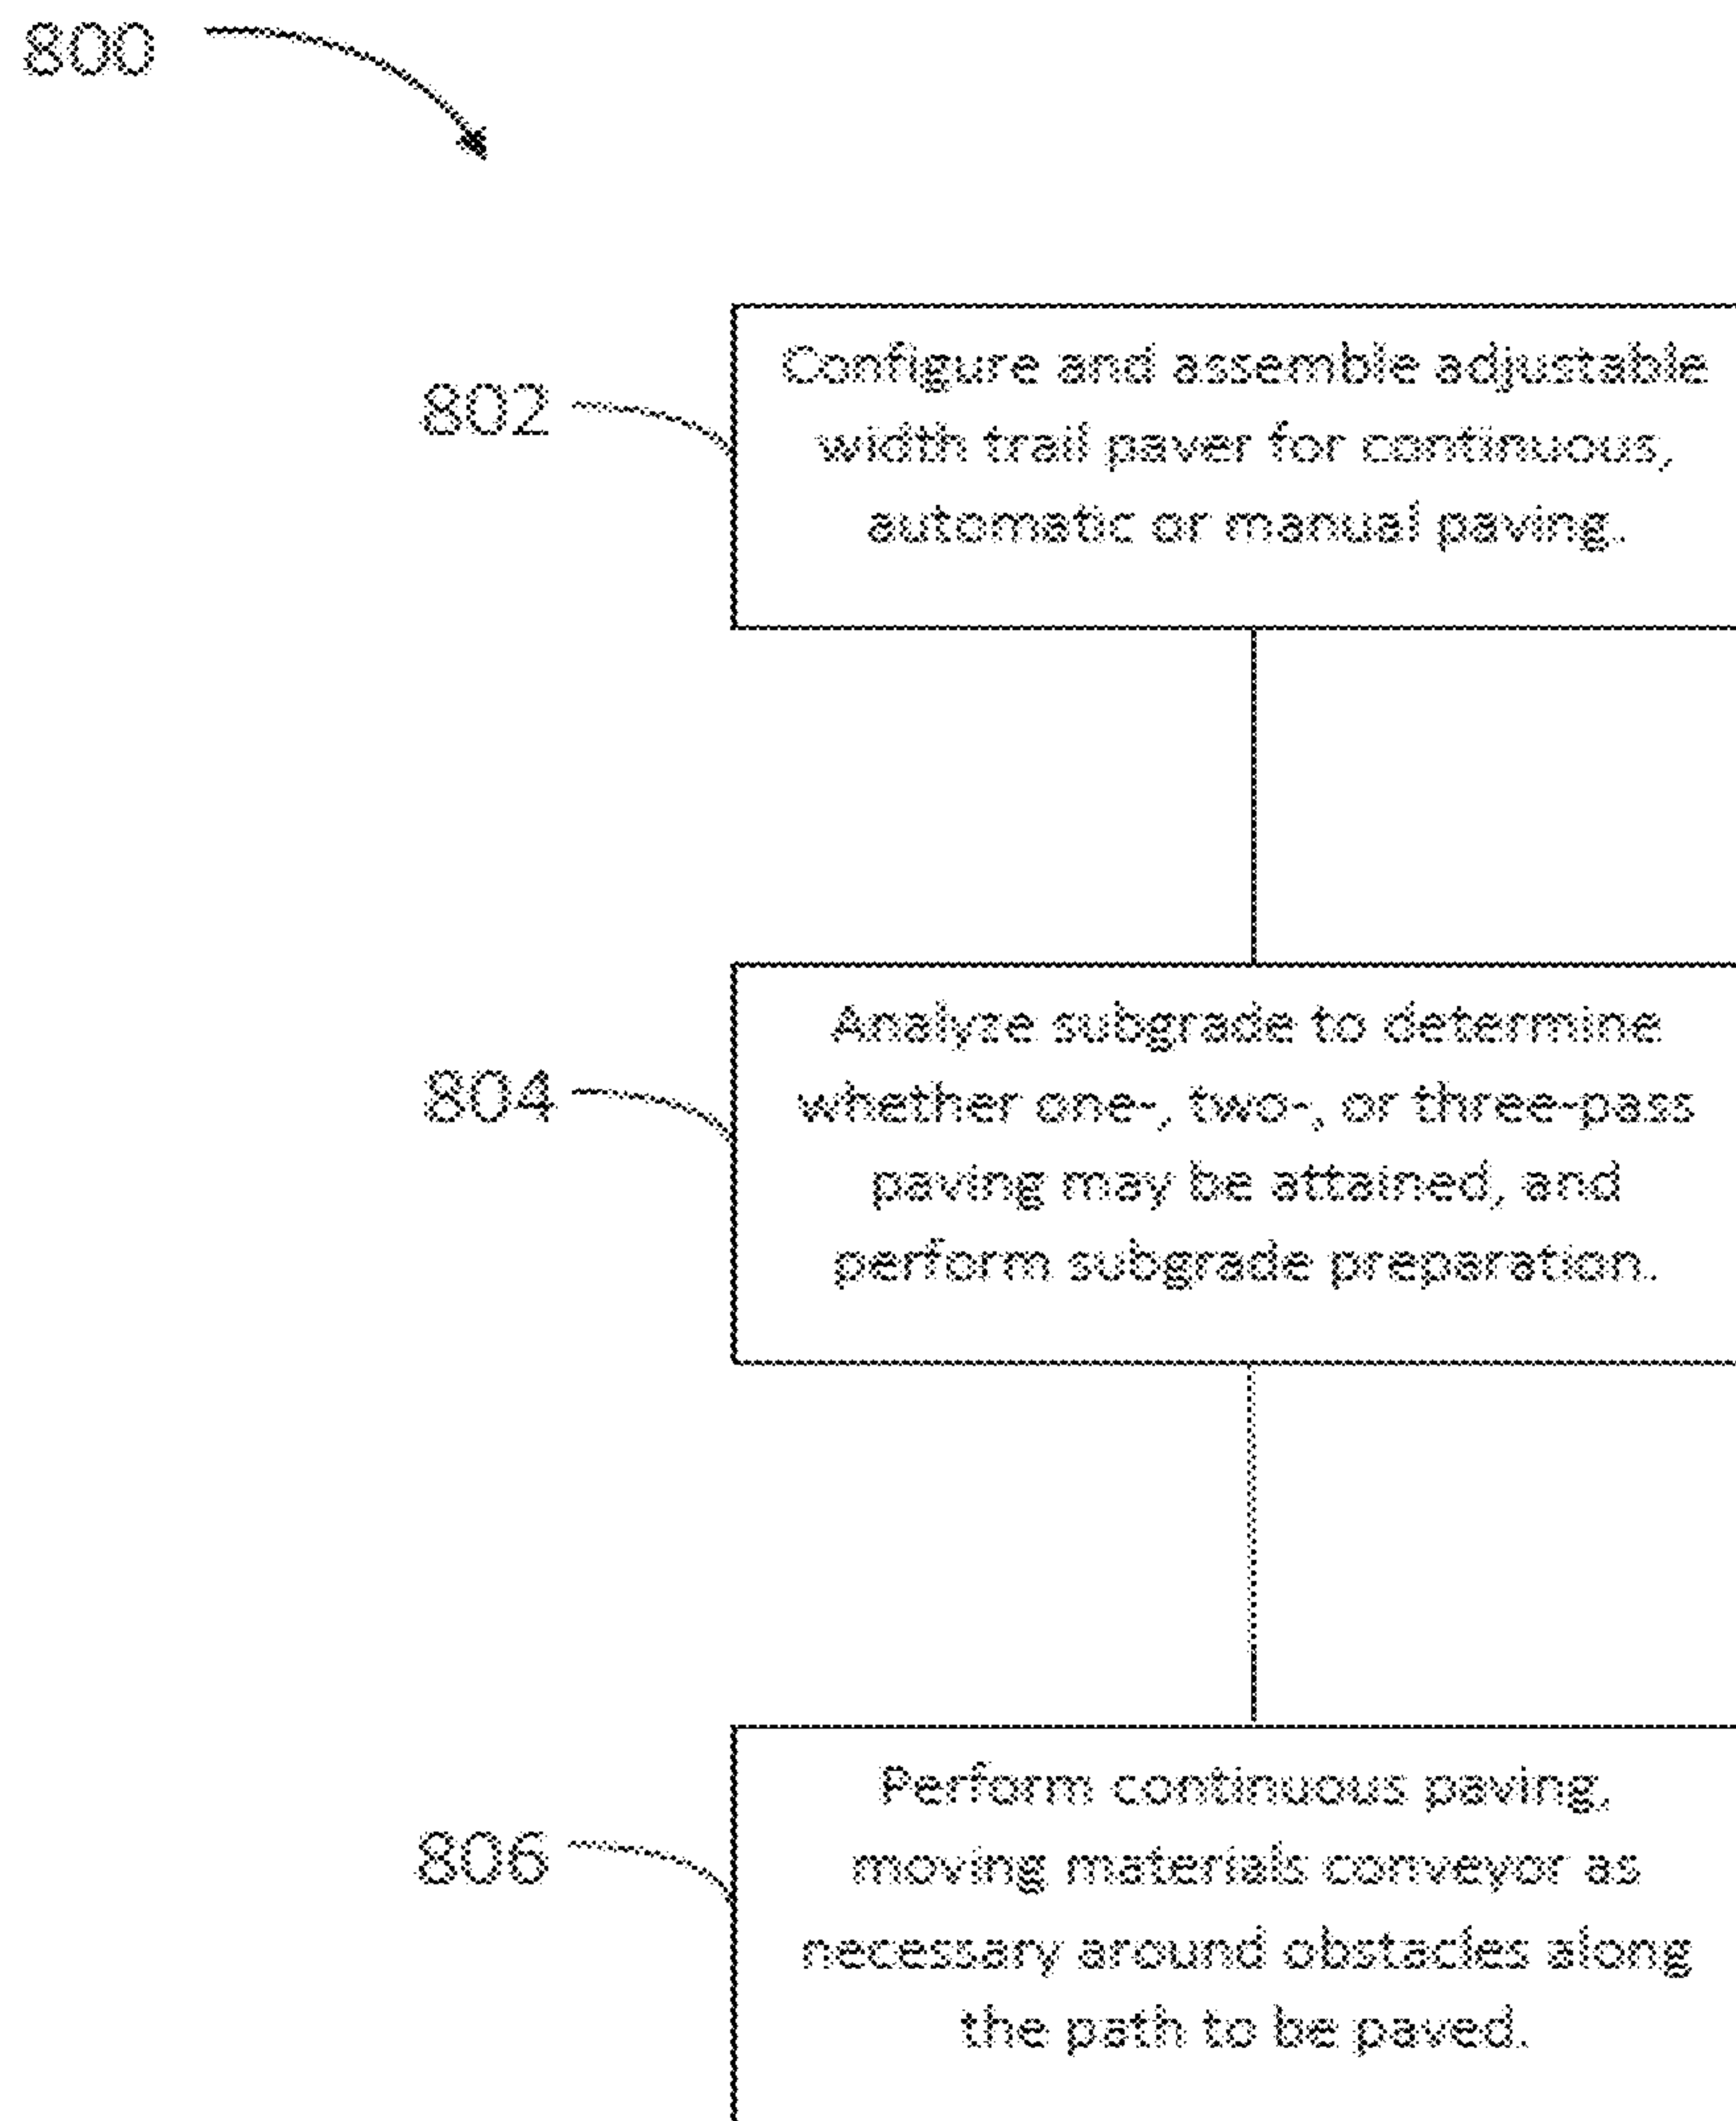 800
802
Configure and assemble adjustable
width trail paver for continuous,
automatic or manual paving.
804
Analyze subgrade to determine
whether one-, two-, or three-pass
paving may be attained, and
perform subgrade preparation.
806
Perform continuous paving,
moving materials conveyor as
necessary around obstacles along
the path to be paved.